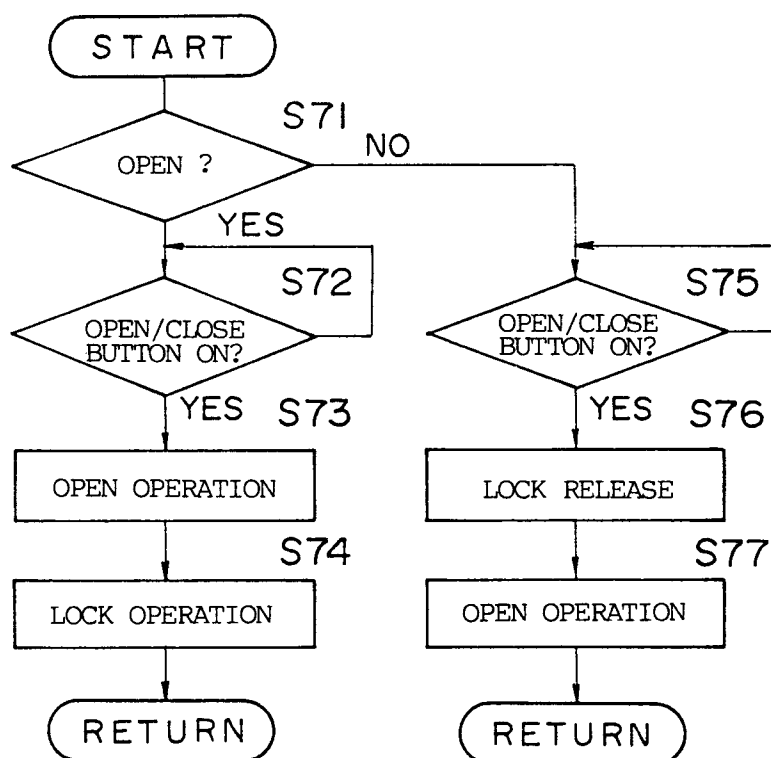 START
S71
OPEN ?
NO
YES
S72
OPEN/CLOSE
BUTTON ON?
YES
S73
OPEN OPERATION
S74
LOCK OPERATION
RETURN
S75
OPEN/CLOSE
BUTTON ON?
YES
S76
LOCK RELEASE
S77
OPEN OPERATION
RETURN